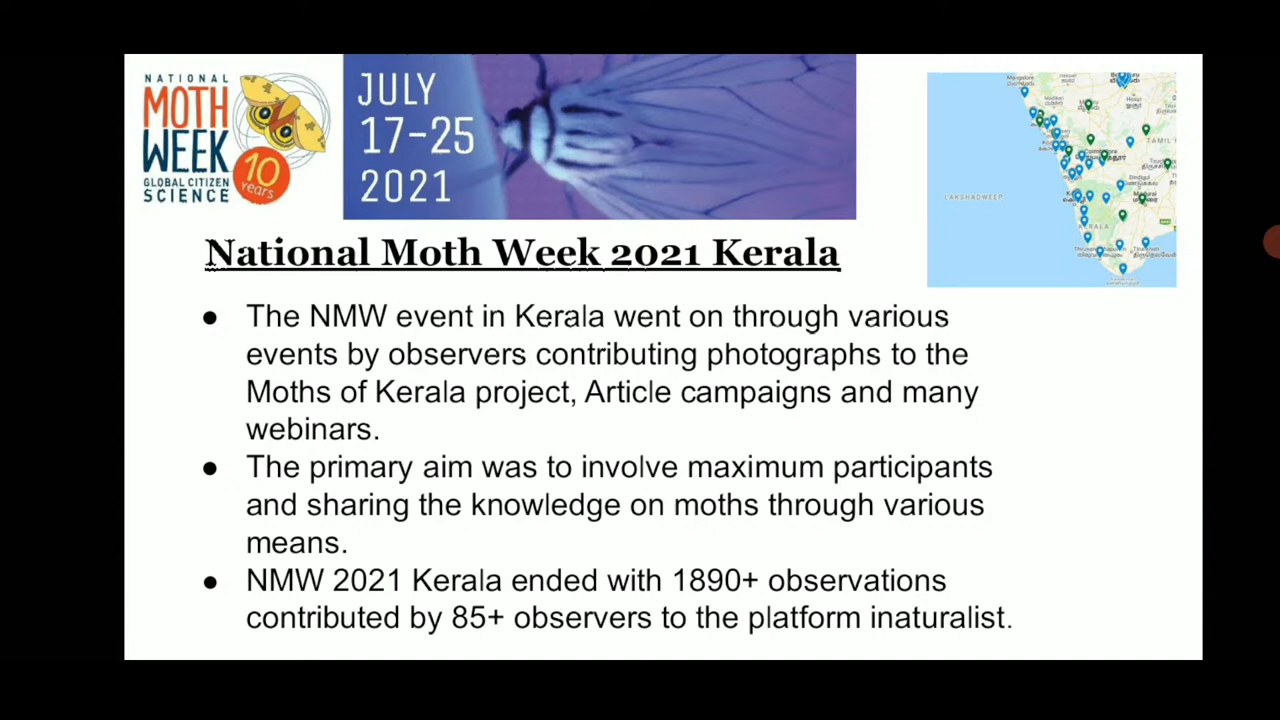 NATIONAL
MOTH
WEEK
GLOBAL CITIZEN
SCIENCE
10
years
JULY
17-25
2021
LAKSHADWEEP
KERALA
TAMIL
National Moth Week 2021 Kerala
● The NMW event in Kerala went on through various
events by observers contributing photographs to the
Moths of Kerala project, Article campaigns and many
webinars.
● The primary aim was to involve maximum participants
and sharing the knowledge on moths through various
means.
● NMW 2021 Kerala ended with 1890+ observations
contributed by 85+ observers to the platform inaturalist.